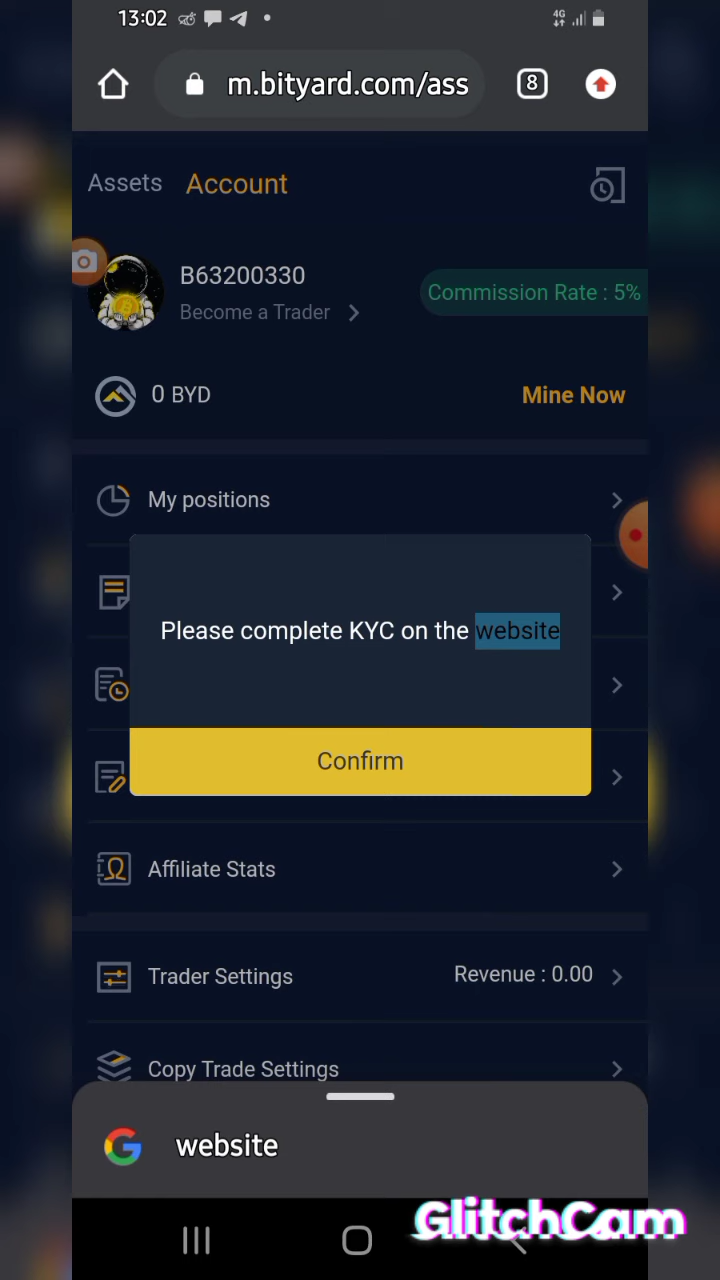 13:02 4G
m.bityard.com/ass 8
Assets Account
B63200330
Become a Trader
Commission Rate : 5%
0 BYD Mine Now
My positions
Please complete KYC on the website
Confirm
Affiliate Stats
Trader Settings Revenue : 0.00
Copy Trade Settings
website
GlitchCam